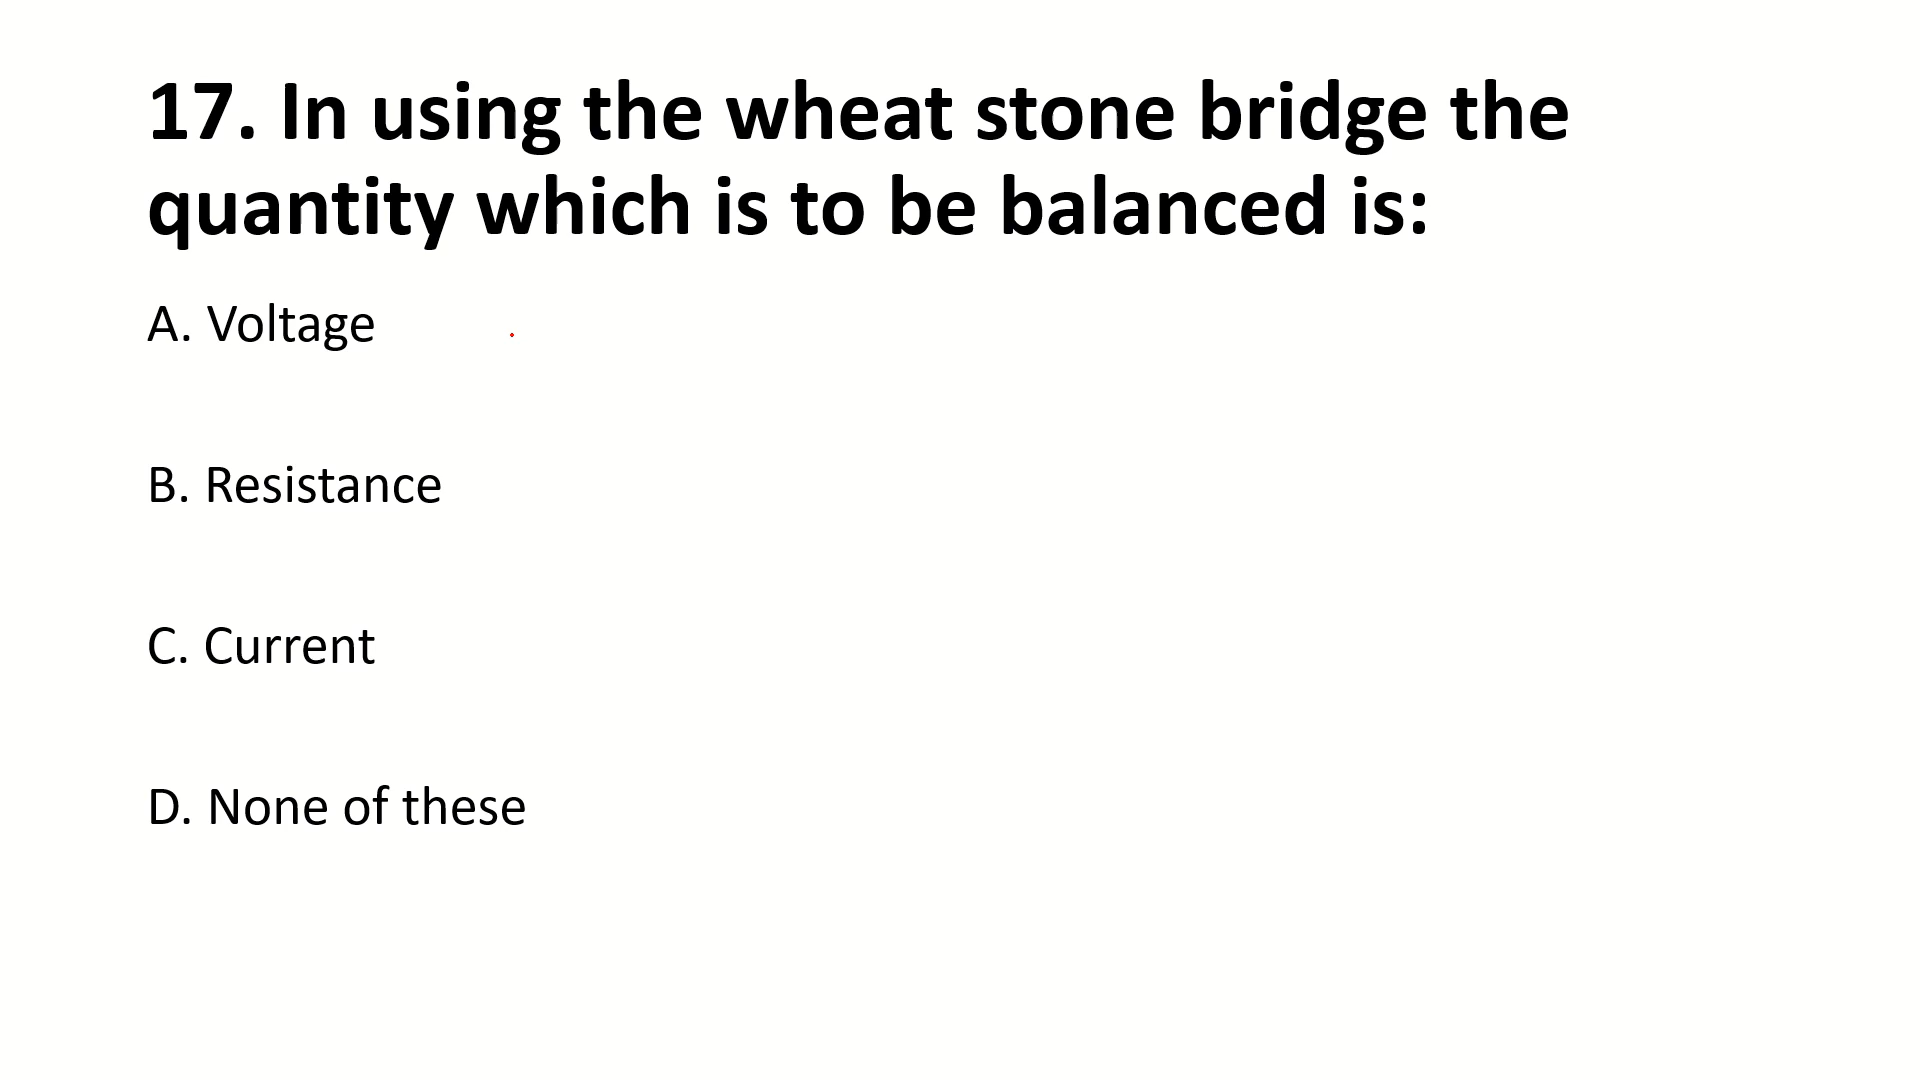 17. In using the wheat stone bridge the
quantity which is to be balanced is:
A. Voltage
B. Resistance
C. Current
D. None of these